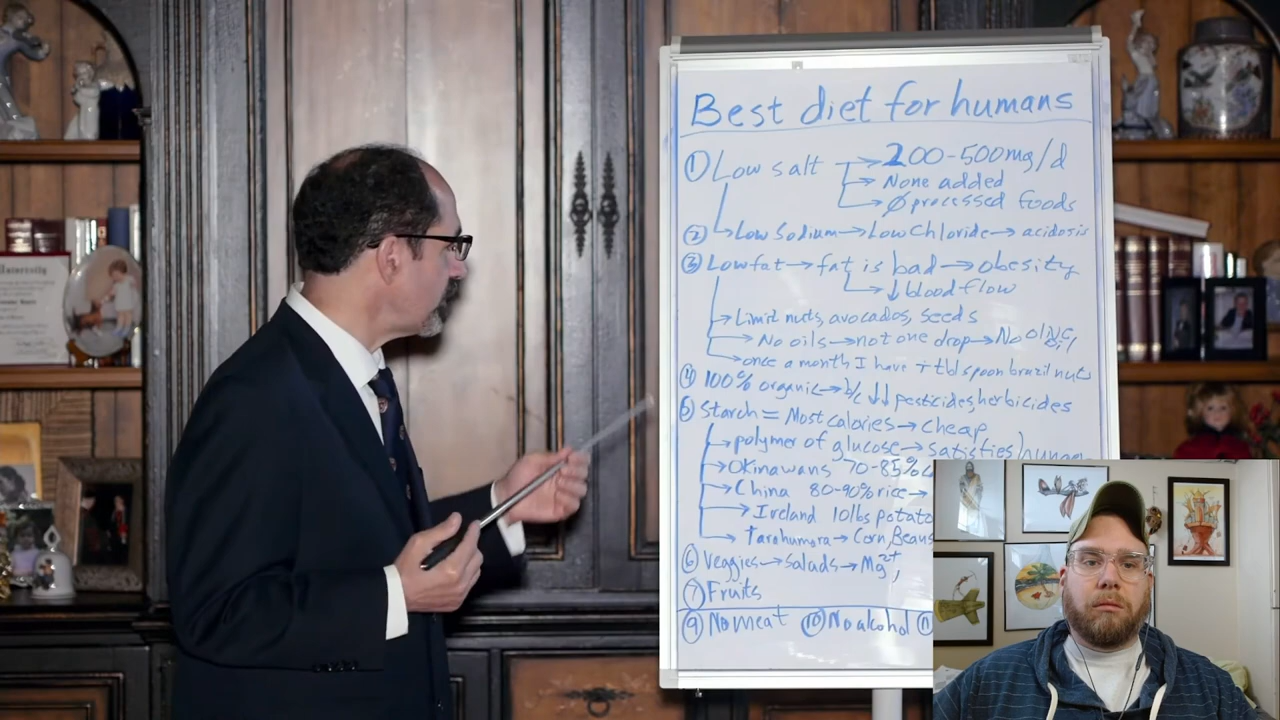 Best diet for humans
① Low salt → 200-500mg/d
→ None added
→ Ø processed foods
② → Low Sodium → Low Chloride → acidosis
③ Low fat → fat is bad → obesity
↓ blood flow
→ Limit nuts, avocados, seeds
→ No oils → not one drop → No
→ once a month I have 1 tbl spoon brazil nuts
④ 100% organic → b/c ↓↓ pesticides, herbicides
⑤ Starch = Most calories → cheap
→ polymer of glucose → satisfies
→ Okinawans 70-85%
→ China 80-90% rice →
→ Ireland 10lbs potato
→ Tarahumara → Corn, Beans
⑥ Veggies → Salads → Mg2+,
⑦ Fruits
⑨ No meat ⑩ No alcohol ⑪